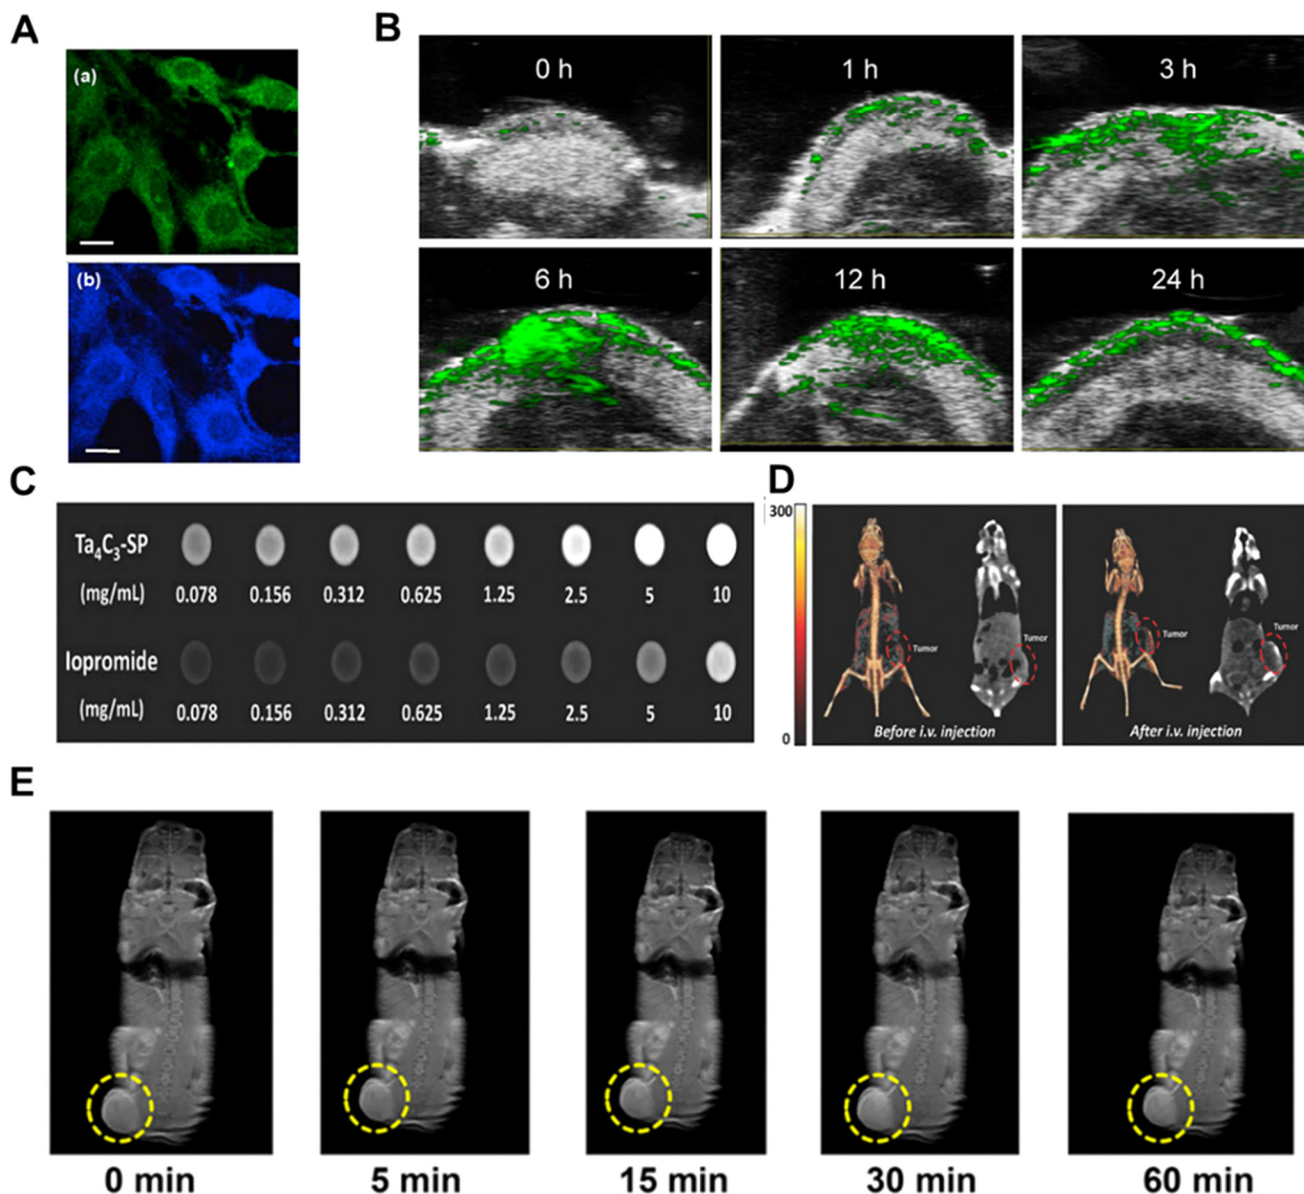 A
(a)
(b)
B
0 h
1 h
3 h
6 h
12 h
24 h
C
Ta₄C₃-SP
(mg/mL) 0.078 0.156 0.312 0.625 1.25 2.5 5 10
Iopromide
(mg/mL) 0.078 0.156 0.312 0.625 1.25 2.5 5 10
D
300
0
Tumor
Tumor
Before i.v. injection
Tumor
Tumor
After i.v. injection
E
0 min
5 min
15 min
30 min
60 min